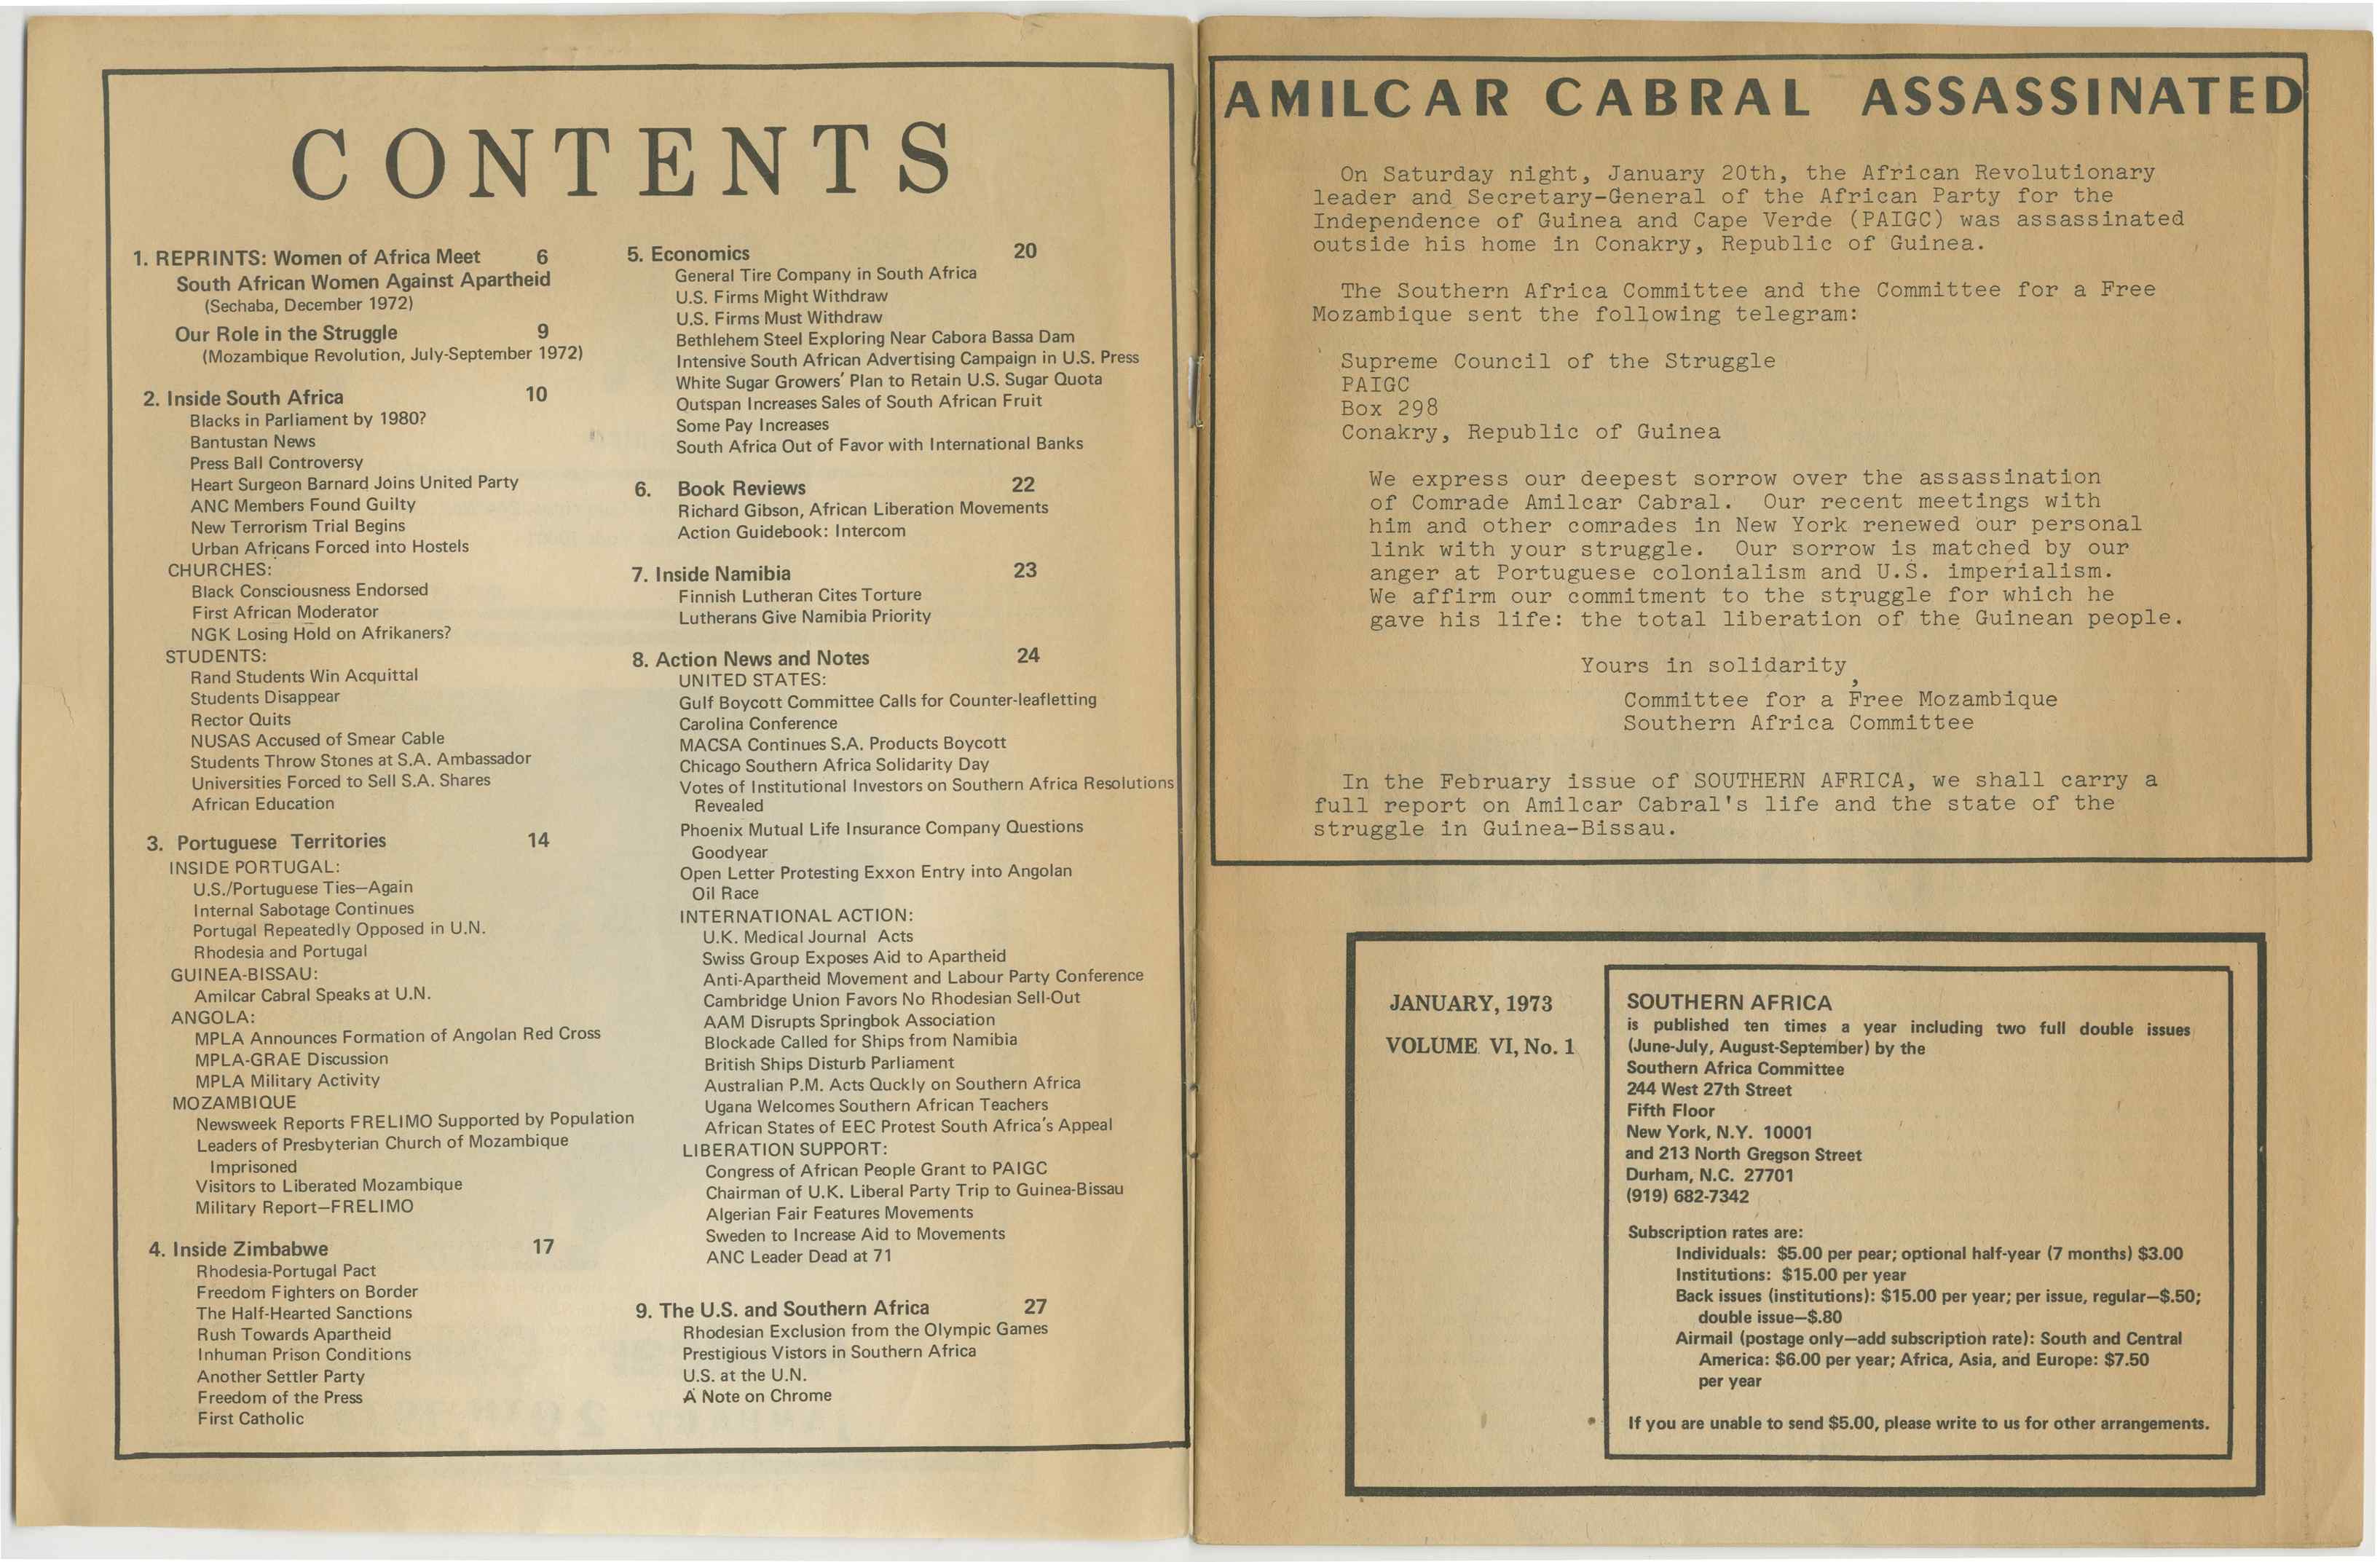 CONTENTS
1. REPRINTS: Women of Africa Meet 6
South African Women Against Apartheid
(Sechaba, December 1972)
Our Role in the Struggle 9
(Mozambique Revolution, July-September 1972)
2. Inside South Africa 10
Blacks in Parliament by 1980?
Bantustan News
Press Ball Controversy
Heart Surgeon Barnard Joins United Party
ANC Members Found Guilty
New Terrorism Trial Begins
Urban Africans Forced into Hostels
CHURCHES:
Black Consciousness Endorsed
First African Moderator
NGK Losing Hold on Afrikaners?
STUDENTS:
Rand Students Win Acquittal
Students Disappear
Rector Quits
NUSAS Accused of Smear Cable
Students Throw Stones at S.A. Ambassador
Universities Forced to Sell S.A. Shares
African Education
3. Portuguese Territories 14
INSIDE PORTUGAL:
U.S./Portuguese Ties—Again
Internal Sabotage Continues
Portugal Repeatedly Opposed in U.N.
Rhodesia and Portugal
GUINEA-BISSAU:
Amilcar Cabral Speaks at U.N.
ANGOLA:
MPLA Announces Formation of Angolan Red Cross
MPLA-GRAE Discussion
MPLA Military Activity
MOZAMBIQUE
Newsweek Reports FRELIMO Supported by Population
Leaders of Presbyterian Church of Mozambique
Imprisoned
Visitors to Liberated Mozambique
Military Report—FRELIMO
4. Inside Zimbabwe 17
Rhodesia-Portugal Pact
Freedom Fighters on Border
The Half-Hearted Sanctions
Rush Towards Apartheid
Inhuman Prison Conditions
Another Settler Party
Freedom of the Press
First Catholic
5. Economics 20
General Tire Company in South Africa
U.S. Firms Might Withdraw
U.S. Firms Must Withdraw
Bethlehem Steel Exploring Near Cabora Bassa Dam
Intensive South African Advertising Campaign in U.S. Press
White Sugar Growers' Plan to Retain U.S. Sugar Quota
Outspan Increases Sales of South African Fruit
Some Pay Increases
South Africa Out of Favor with International Banks
6. Book Reviews 22
Richard Gibson, African Liberation Movements
Action Guidebook: Intercom
7. Inside Namibia 23
Finnish Lutheran Cites Torture
Lutherans Give Namibia Priority
8. Action News and Notes 24
UNITED STATES:
Gulf Boycott Committee Calls for Counter-leafletting
Carolina Conference
MACSA Continues S.A. Products Boycott
Chicago Southern Africa Solidarity Day
Votes of Institutional Investors on Southern Africa Resolutions
Revealed
Phoenix Mutual Life Insurance Company Questions
Goodyear
Open Letter Protesting Exxon Entry into Angolan
Oil Race
INTERNATIONAL ACTION:
U.K. Medical Journal Acts
Swiss Group Exposes Aid to Apartheid
Anti-Apartheid Movement and Labour Party Conference
Cambridge Union Favors No Rhodesian Sell-Out
AAM Disrupts Springbok Association
Blockade Called for Ships from Namibia
British Ships Disturb Parliament
Australian P.M. Acts Quckly on Southern Africa
Ugana Welcomes Southern African Teachers
African States of EEC Protest South Africa's Appeal
LIBERATION SUPPORT:
Congress of African People Grant to PAIGC
Chairman of U.K. Liberal Party Trip to Guinea-Bissau
Algerian Fair Features Movements
Sweden to Increase Aid to Movements
ANC Leader Dead at 71
9. The U.S. and Southern Africa 27
Rhodesian Exclusion from the Olympic Games
Prestigious Vistors in Southern Africa
U.S. at the U.N.
A Note on Chrome
AMILCAR CABRAL ASSASSINATED
On Saturday night, January 20th, the African Revolutionary
leader and Secretary-General of the African Party for the
Independence of Guinea and Cape Verde (PAIGC) was assassinated
outside his home in Conakry, Republic of Guinea.
The Southern Africa Committee and the Committee for a Free
Mozambique sent the following telegram:
Supreme Council of the Struggle
PAIGC
Box 298
Conakry, Republic of Guinea
We express our deepest sorrow over the assassination
of Comrade Amilcar Cabral. Our recent meetings with
him and other comrades in New York renewed our personal
link with your struggle. Our sorrow is matched by our
anger at Portuguese colonialism and U.S. imperialism.
We affirm our commitment to the struggle for which he
gave his life: the total liberation of the Guinean people.
Yours in solidarity,
Committee for a Free Mozambique
Southern Africa Committee
In the February issue of SOUTHERN AFRICA, we shall carry a
full report on Amilcar Cabral's life and the state of the
struggle in Guinea-Bissau.
JANUARY, 1973
VOLUME VI, No. 1
SOUTHERN AFRICA
is published ten times a year including two full double issues
(June-July, August-September) by the
Southern Africa Committee
244 West 27th Street
Fifth Floor
New York, N.Y. 10001
and 213 North Gregson Street
Durham, N.C. 27701
(919) 682-7342
Subscription rates are:
Individuals: $5.00 per pear; optional half-year (7 months) $3.00
Institutions: $15.00 per year
Back issues (institutions): $15.00 per year; per issue, regular—$.50;
double issue—$.80
Airmail (postage only—add subscription rate): South and Central
America: $6.00 per year; Africa, Asia, and Europe: $7.50
per year
If you are unable to send $5.00, please write to us for other arrangements.